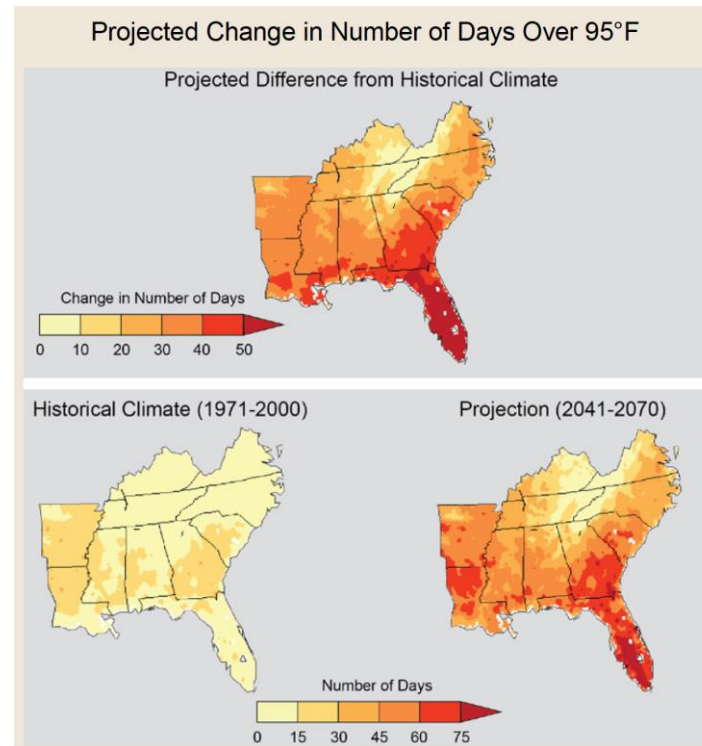 Projected Change in Number of Days Over 95°F
Projected Difference from Historical Climate
Change in Number of Days
0 10 20 30 40 50
Historical Climate (1971-2000)
Projection (2041-2070)
Number of Days
0 15 30 45 60 75